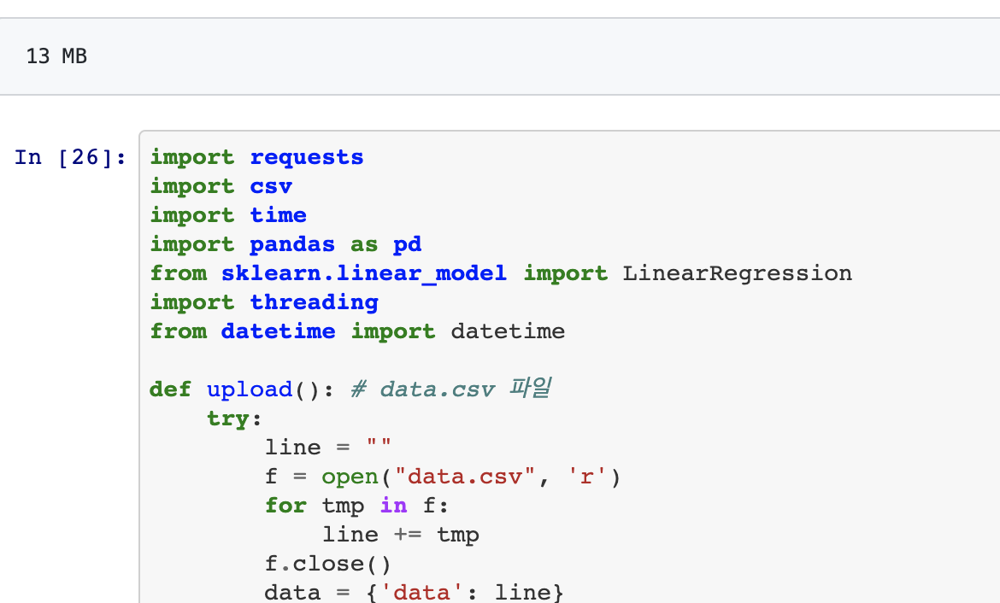 13 MB
In [26]:
import requests
import csv
import time
import pandas as pd
from sklearn.linear_model import LinearRegression
import threading
from datetime import datetime

def upload(): # data.csv 파일
    try:
        line = ""
        f = open("data.csv", 'r')
        for tmp in f:
            line += tmp
        f.close()
        data = {'data': line}